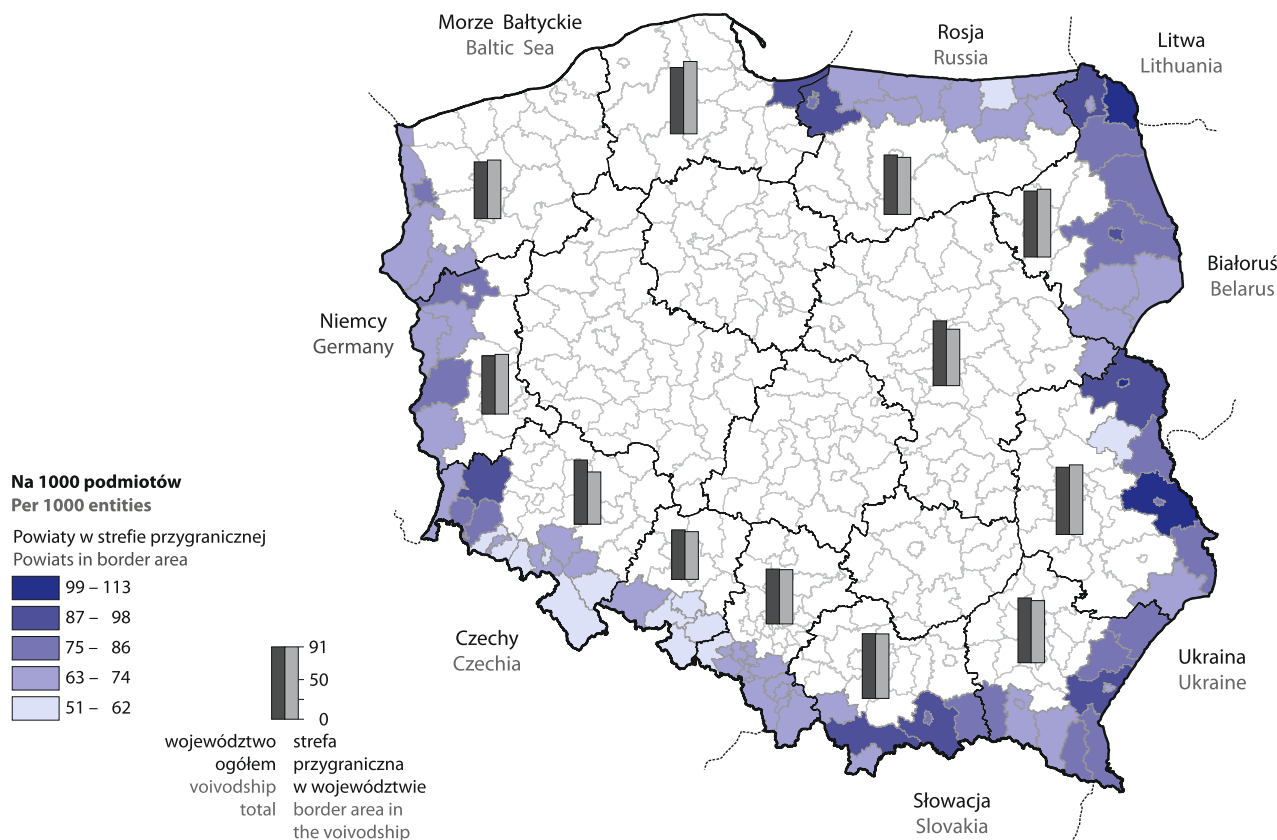 Morze Bałtyckie
Baltic Sea
Rosja
Russia
Litwa
Lithuania
Białoruś
Belarus
Niemcy
Germany
Na 1000 podmiotów
Per 1000 entities
Powiaty w strefie przygranicznej
Powiats in border area
99 – 113
87 – 98
75 – 86
63 – 74
51 – 62
91
50
0
województwo
ogółem
voivodship
total
strefa
przygraniczna
w województwie
border area in
the voivodship
Czechy
Czechia
Ukraina
Ukraine
Słowacja
Slovakia